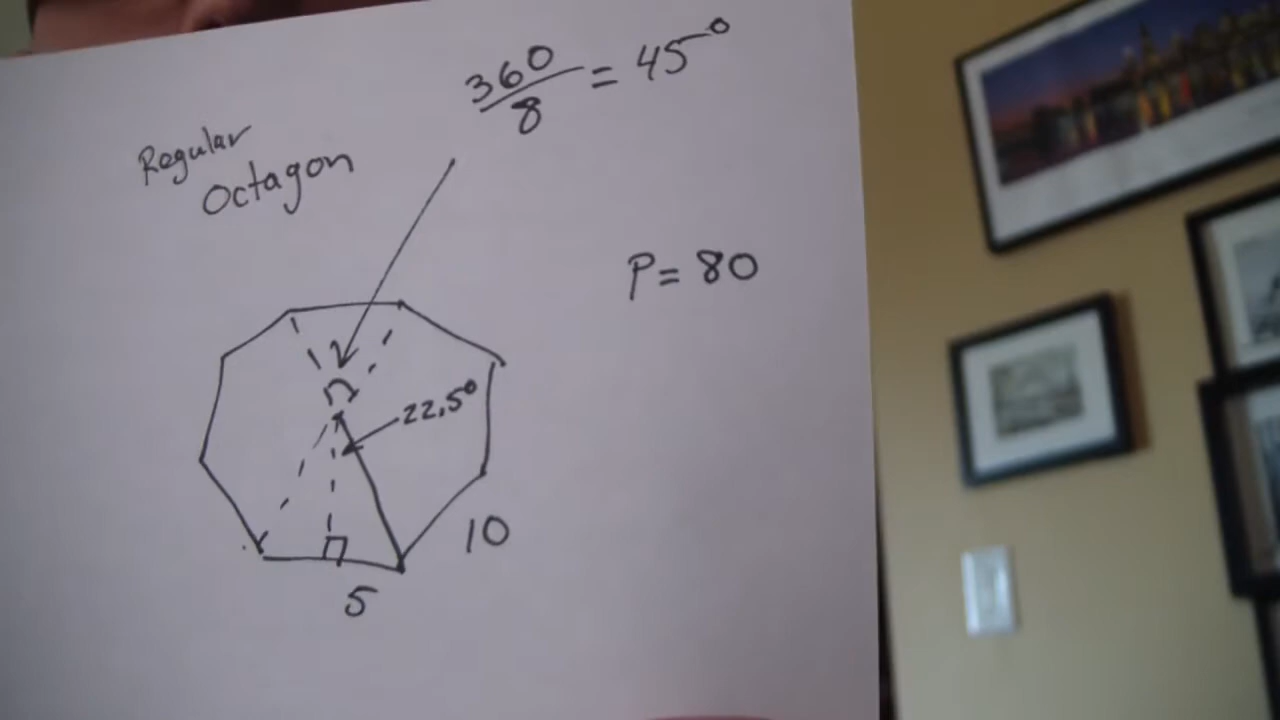 360/8 = 45°
Regular
Octagon
P = 80
22.5°
10
5